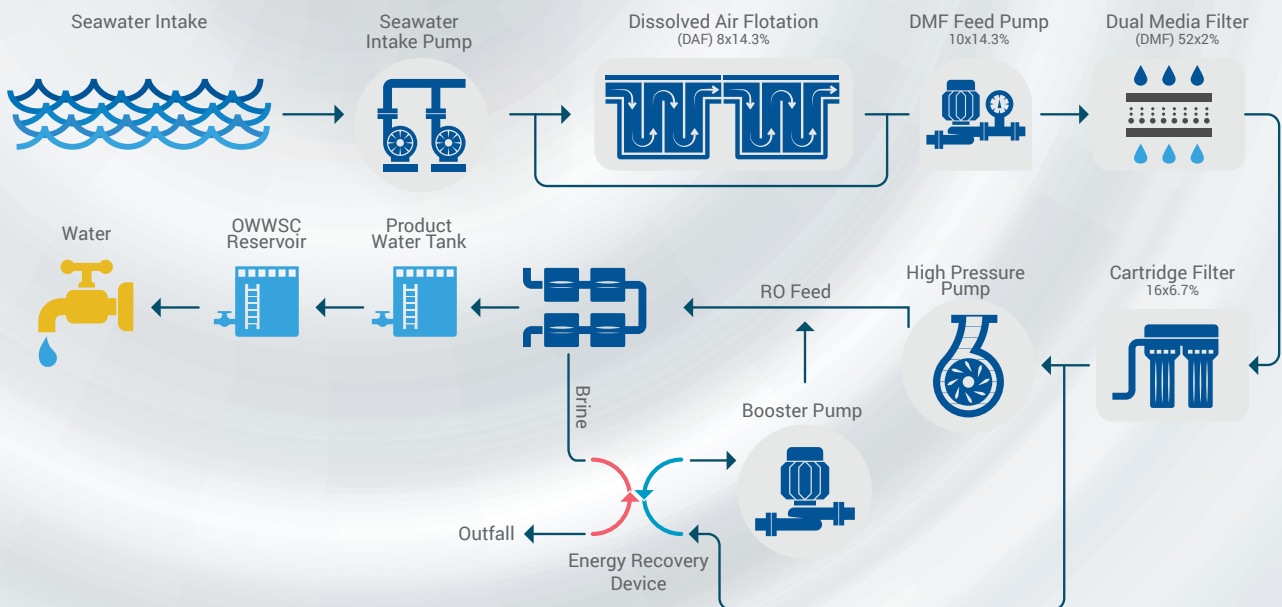 Seawater Intake
Seawater
Intake Pump
Dissolved Air Flotation
(DAF) 8x14.3%
DMF Feed Pump
10x14.3%
Dual Media Filter
(DMF) 52x2%
Water
OWWSC
Reservoir
Product
Water Tank
RO Feed
High Pressure
Pump
Cartridge Filter
16x6.7%
Brine
Booster Pump
Outfall
Energy Recovery
Device